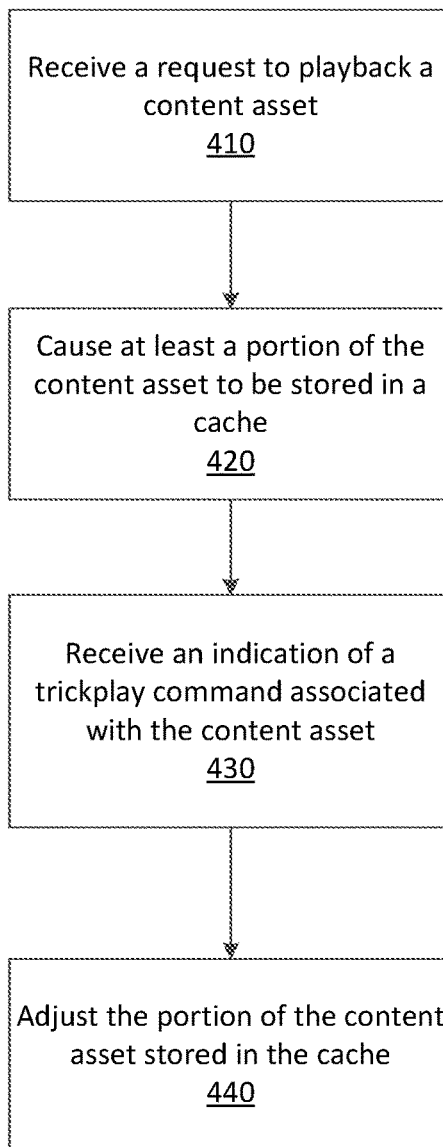 Receive a request to playback a
content asset
410
Cause at least a portion of the
content asset to be stored in a
cache
420
Receive an indication of a
trickplay command associated
with the content asset
430
Adjust the portion of the content
asset stored in the cache
440